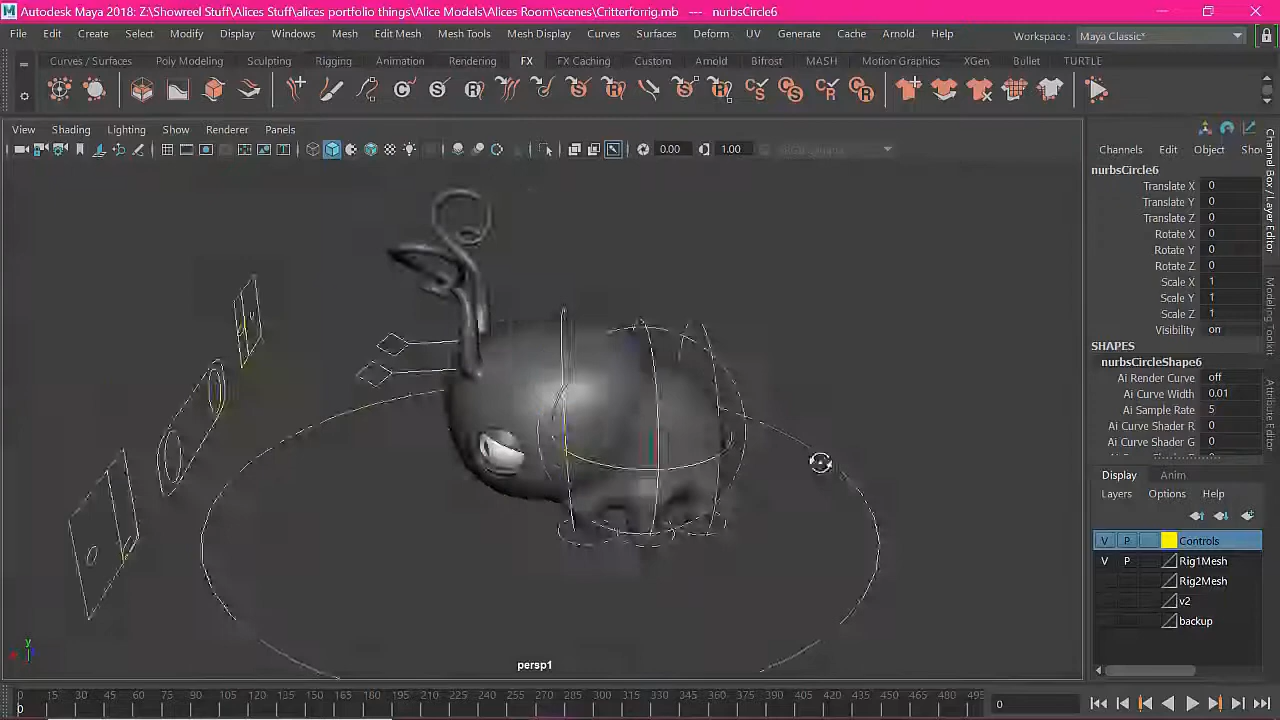 Autodesk Maya 2018: Z:\Showreel Stuff\Alices Stuff\alices portfolio things\Alice Models\Alices Room\scenes\Critterforrig.mb --- nurbsCircle6
File Edit Create Select Modify Display Windows Mesh Edit Mesh Mesh Tools Mesh Display Curves Surfaces Deform UV Generate Cache Arnold Help Workspace : Maya Classic*
Curves / Surfaces Poly Modeling Sculpting Rigging Animation Rendering FX FX Caching Custom Arnold Bifrost MASH Motion Graphics XGen Bullet TURTLE
View Shading Lighting Show Renderer Panels
0.00 1.00
Channels Edit Object Sho
nurbsCircle6
Translate X 0
Translate Y 0
Translate Z 0
Rotate X 0
Rotate Y 0
Rotate Z 0
Scale X 1
Scale Y 1
Scale Z 1
Visibility on
SHAPES
nurbsCircleShape6
Ai Render Curve off
Ai Curve Width 0.01
Ai Sample Rate 5
Ai Curve Shader R 0
Ai Curve Shader G 0
Display Anim
Layers Options Help
V P Controls
V P Rig1Mesh
Rig2Mesh
v2
backup
Channel Box / Layer Editor
Modeling Toolkit
Attribute Editor
y
persp1
0 15 30 45 60 75 90 105 120 135 150 165 180 195 210 225 240 255 270 285 300 315 330 345 360 375 390 405 420 435 450 465 480 495
0
0